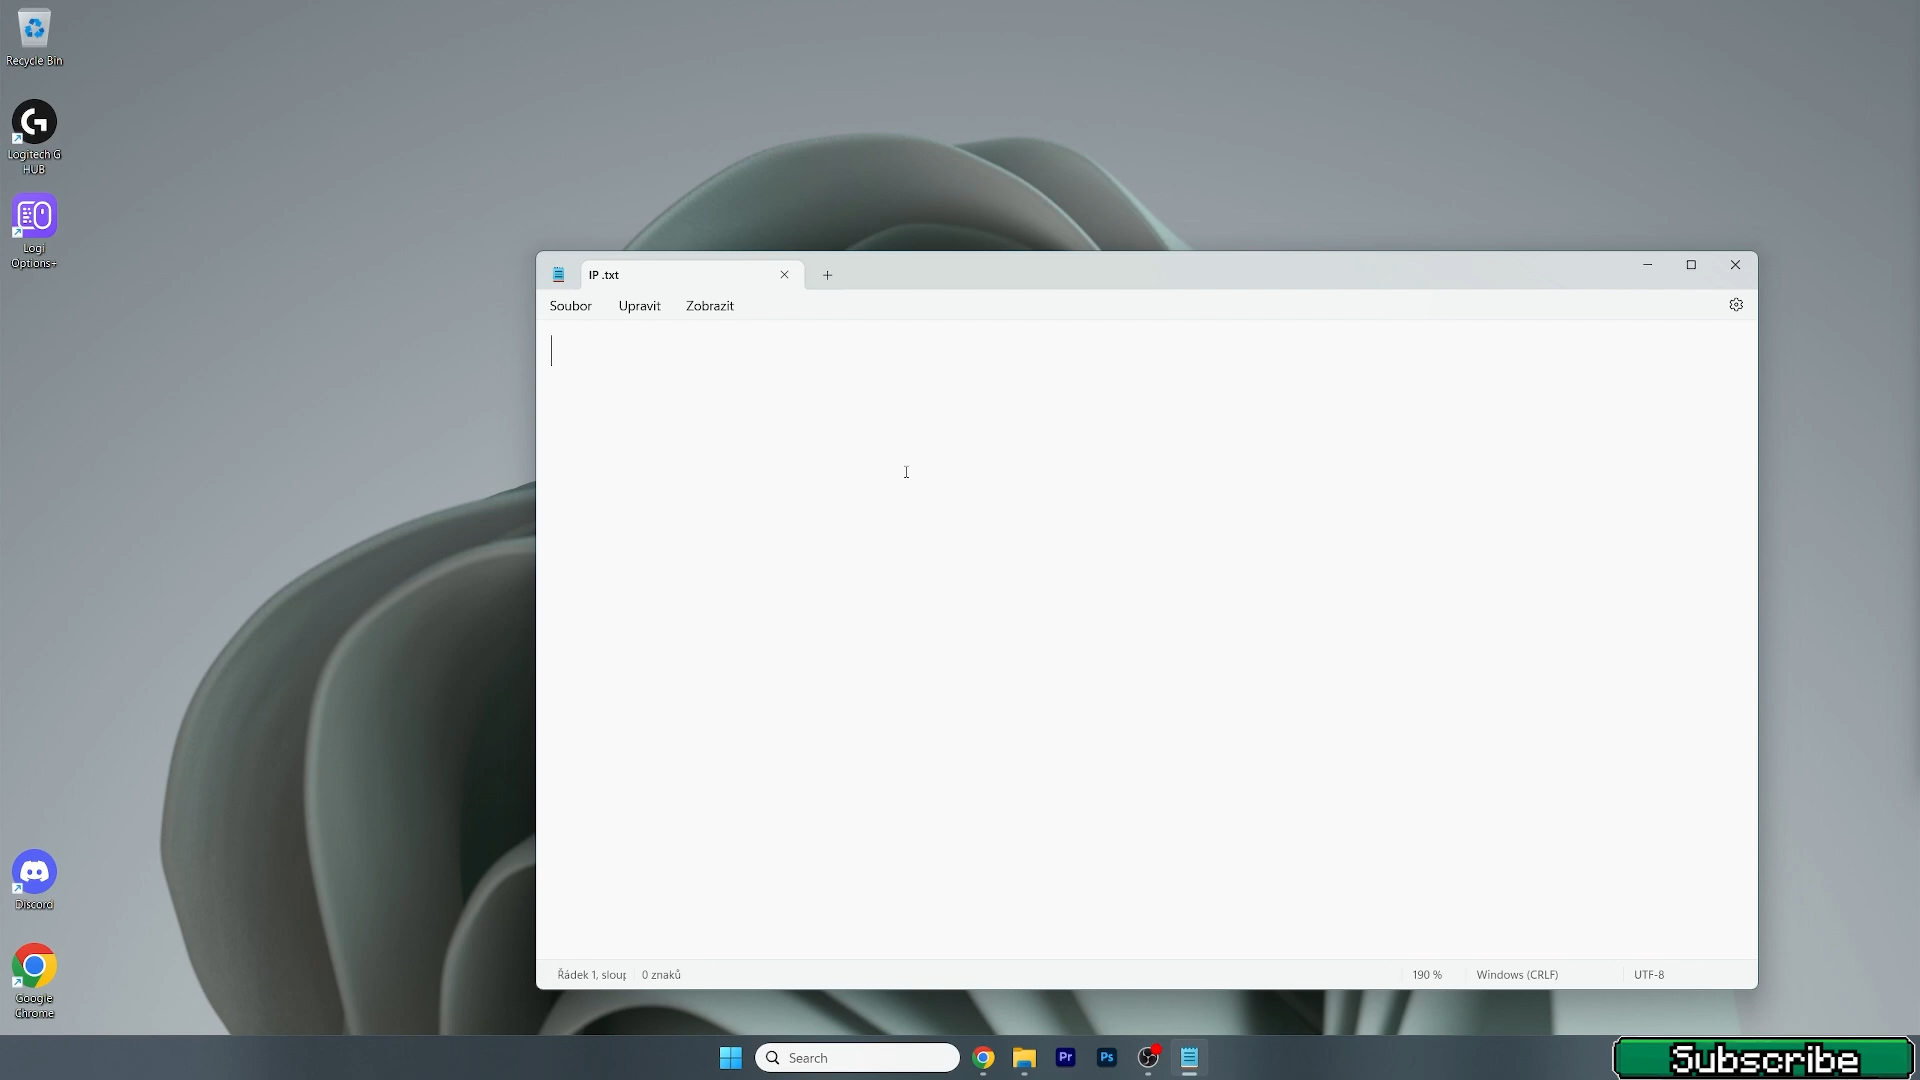 Recycle Bin
Logitech G
HUB
Logi
Options+
IP .txt
Soubor Upravit Zobrazit
Řádek 1, sloup 0 znaků 190 % Windows (CRLF) UTF-8
Discord
Google
Chrome
Search
Pr
Ps
Subscribe